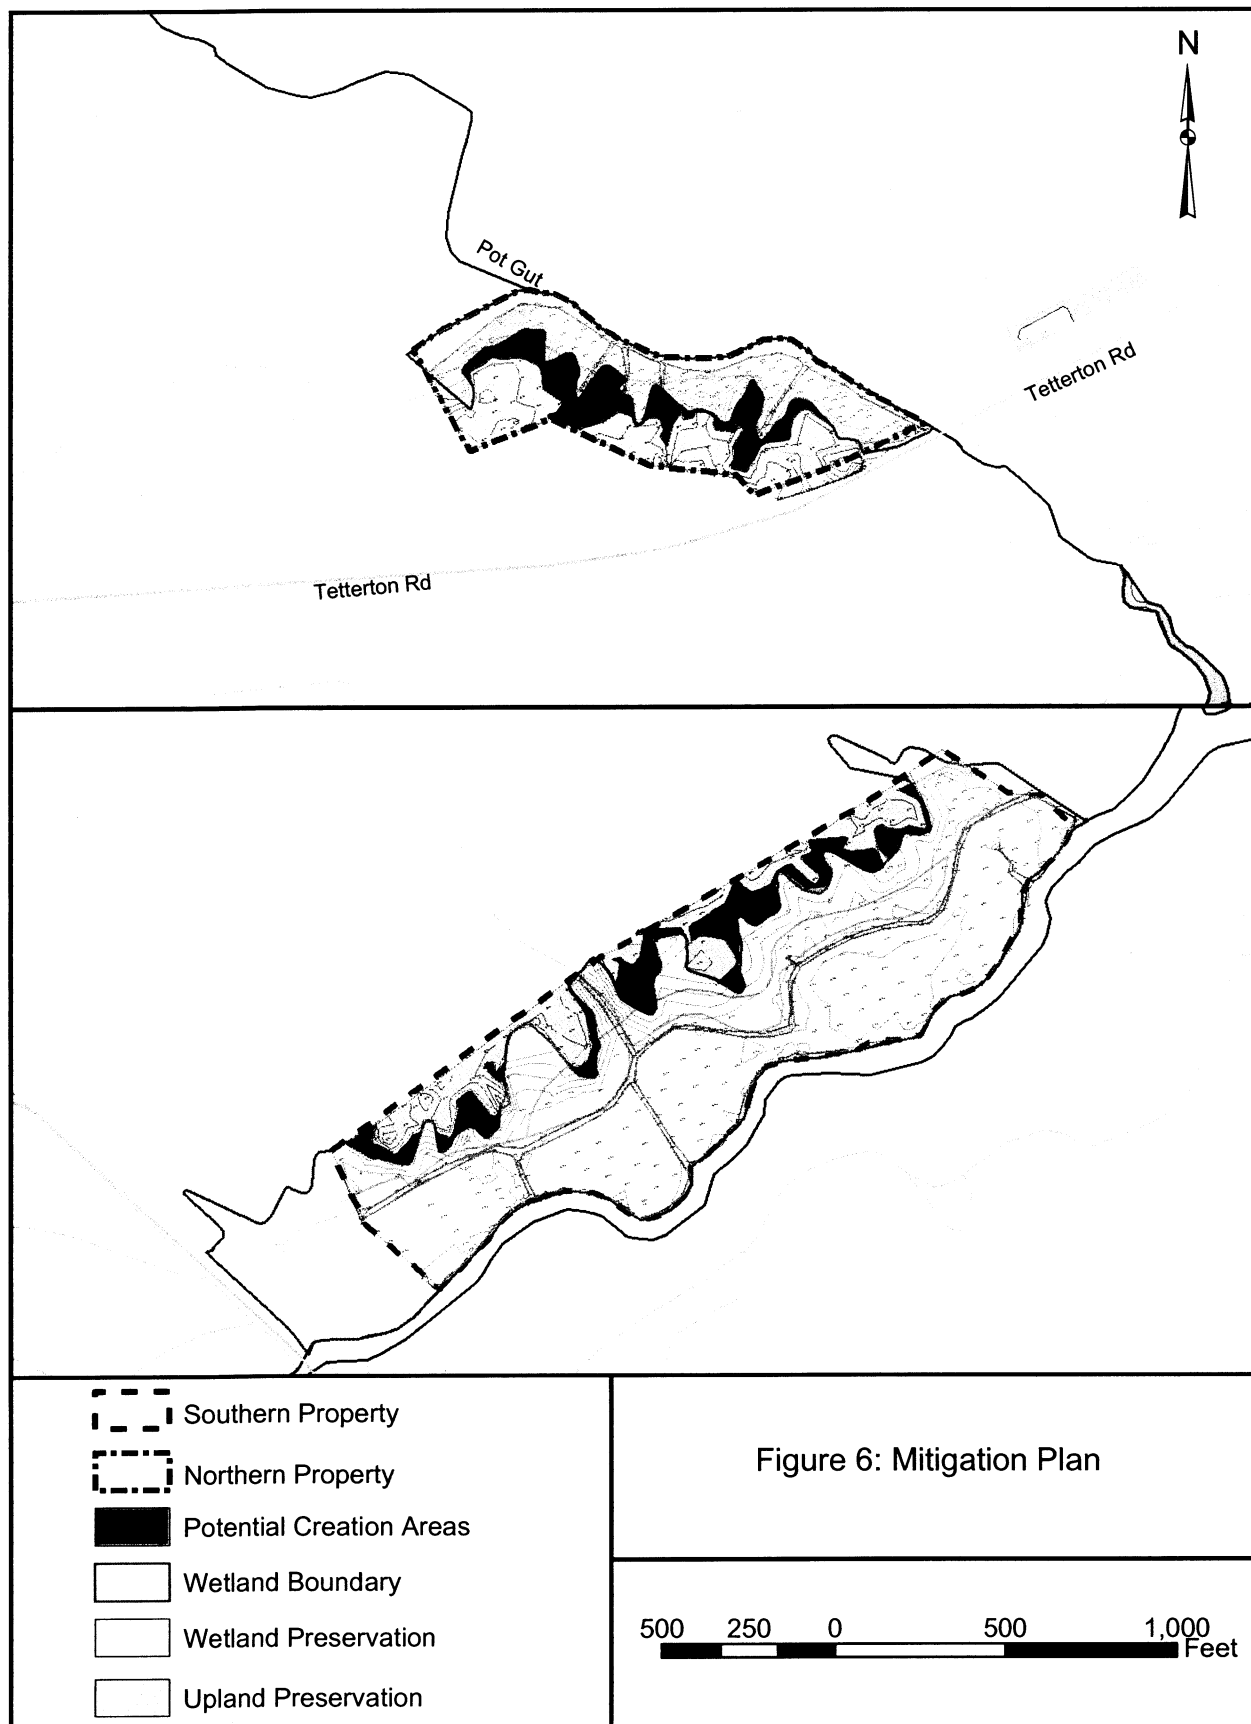 N
Pot Gut
Tetterton Rd
Tetterton Rd
Southern Property
Northern Property
Potential Creation Areas
Wetland Boundary
Wetland Preservation
Upland Preservation
Figure 6: Mitigation Plan
500 250 0 500 1,000
Feet